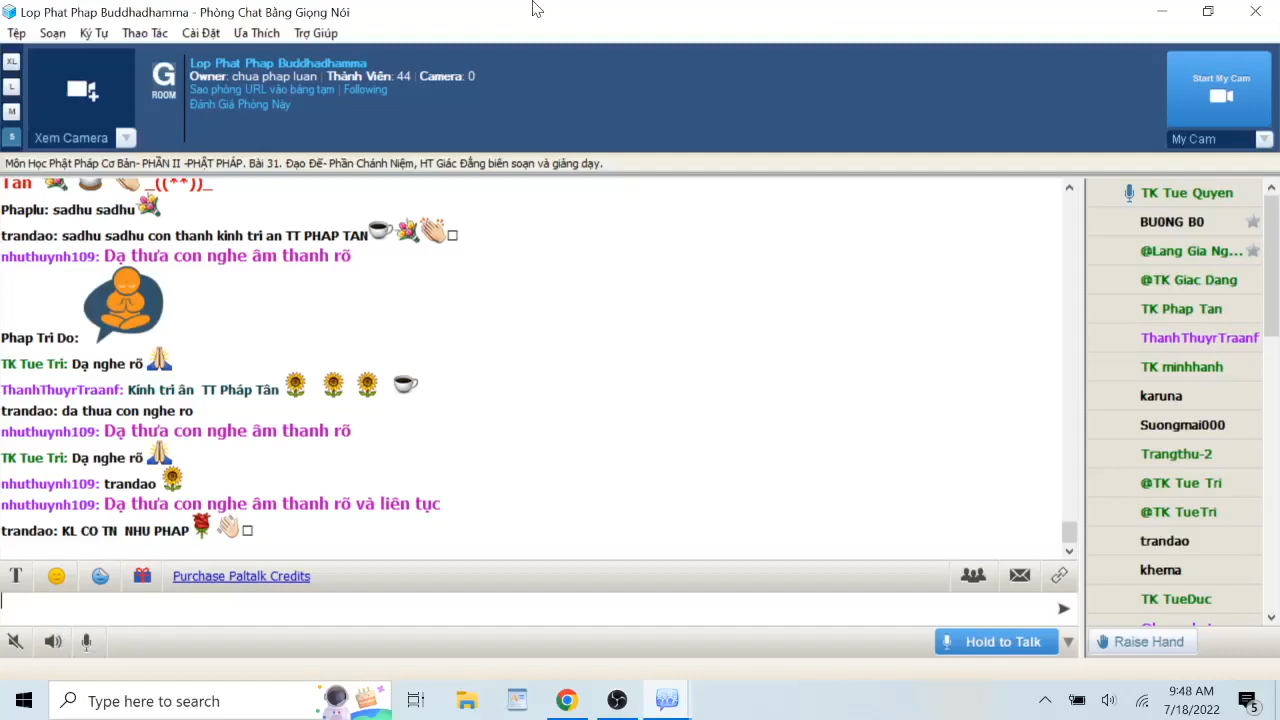 Lop Phat Phap Buddhadhamma - Phòng Chat Bằng Giọng Nói
Tệp Soạn Ký Tự Thao Tác Cài Đặt Ưa Thích Trợ Giúp
XL
L
M
S
Xem Camera
G
ROOM
Lop Phat Phap Buddhadhamma
Owner: chua phap luan | Thành Viên: 44 | Camera: 0
Sao phòng URL vào bảng tạm | Following
Đánh Giá Phòng Này
Start My Cam
My Cam
Môn Học Phật Pháp Cơ Bản- PHẦN II -PHẬT PHÁP. Bài 31. Đạo Đế- Phần Chánh Niệm, HT Giác Đẳng biên soạn và giảng dạy.
Tân _((**))_
Phaplu: sadhu sadhu
trandao: sadhu sadhu con thanh kinh tri an TT PHAP TAN
nhuthuynh109: Dạ thưa con nghe âm thanh rõ
Phap Tri Do:
TK Tue Tri: Dạ nghe rõ
ThanhThuyrTraanf: Kính tri ân TT Pháp Tân
trandao: da thua con nghe ro
nhuthuynh109: Dạ thưa con nghe âm thanh rõ
TK Tue Tri: Dạ nghe rõ
nhuthuynh109: trandao
nhuthuynh109: Dạ thưa con nghe âm thanh rõ và liên tục
trandao: KL CO TN NHU PHAP
TK Tue Quyen
BU0NG B0
@Lang Gia Ng...
@TK Giac Dang
TK Phap Tan
ThanhThuyrTraanf
TK minhhanh
karuna
Suongmai000
Trangthu-2
@TK Tue Tri
@TK TueTri
trandao
khema
TK TueDuc
T
Purchase Paltalk Credits
Hold to Talk
Raise Hand
Type here to search
9:48 AM
7/18/2022
5